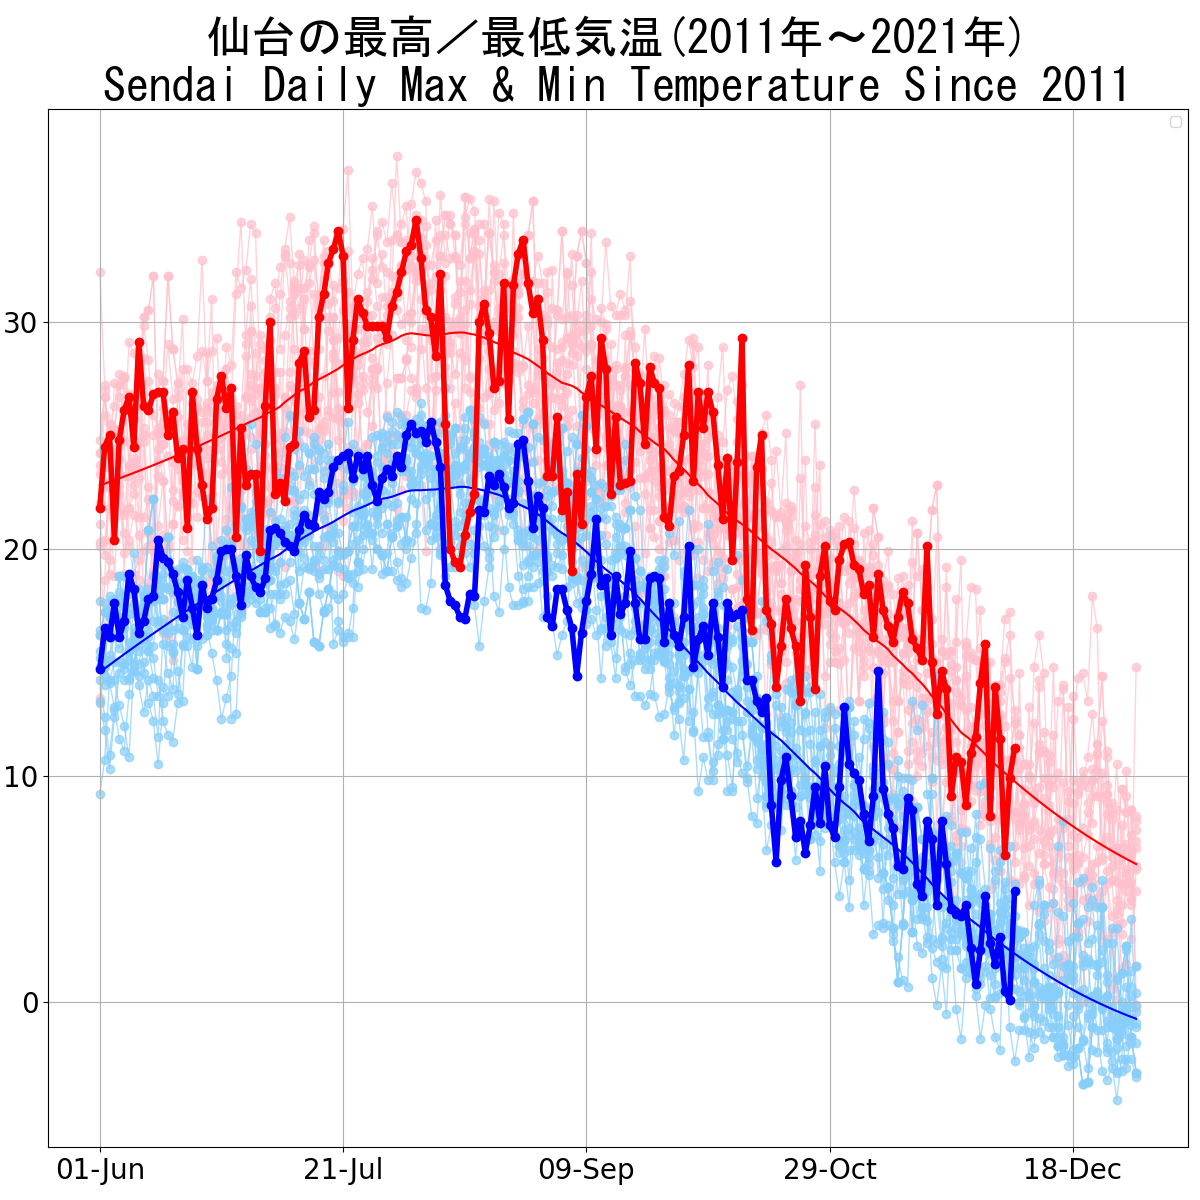 仙台の最高／最低気温(2011年～2021年)
Sendai Daily Max & Min Temperature Since 2011
30
20
10
0
01-Jun 21-Jul 09-Sep 29-Oct 18-Dec